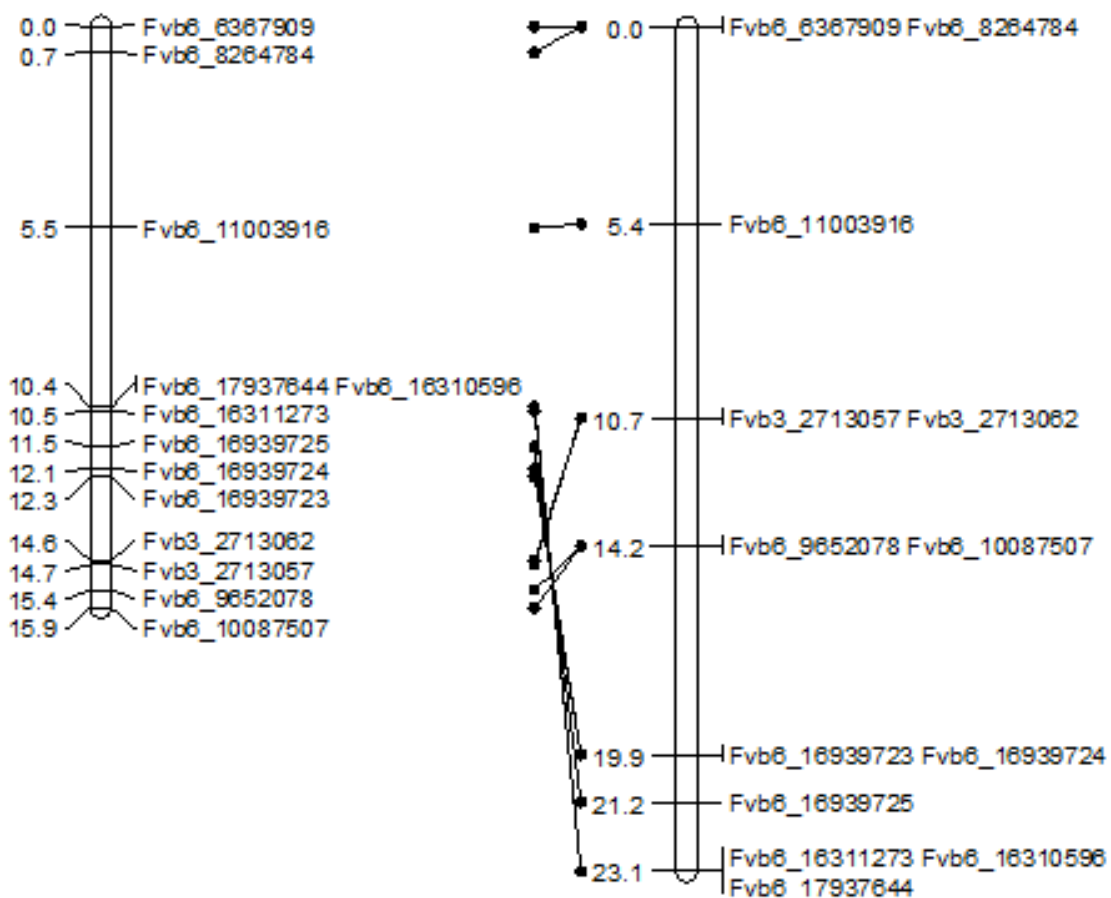 0.0 Fvb6_6367909
0.7 Fvb6_8264784
5.5 Fvb6_11003916
10.4 Fvb6_17937644 Fvb6_16310596
10.5 Fvb6_16311273
11.5 Fvb6_16939725
12.1 Fvb6_16939724
12.3 Fvb6_16939723
14.6 Fvb3_2713062
14.7 Fvb3_2713057
15.4 Fvb6_9652078
15.9 Fvb6_10087507
0.0 Fvb6_6367909 Fvb6_8264784
5.4 Fvb6_11003916
10.7 Fvb3_2713057 Fvb3_2713062
14.2 Fvb6_9652078 Fvb6_10087507
19.9 Fvb6_16939723 Fvb6_16939724
21.2 Fvb6_16939725
23.1 Fvb6_16311273 Fvb6_16310596
Fvb6_17937644